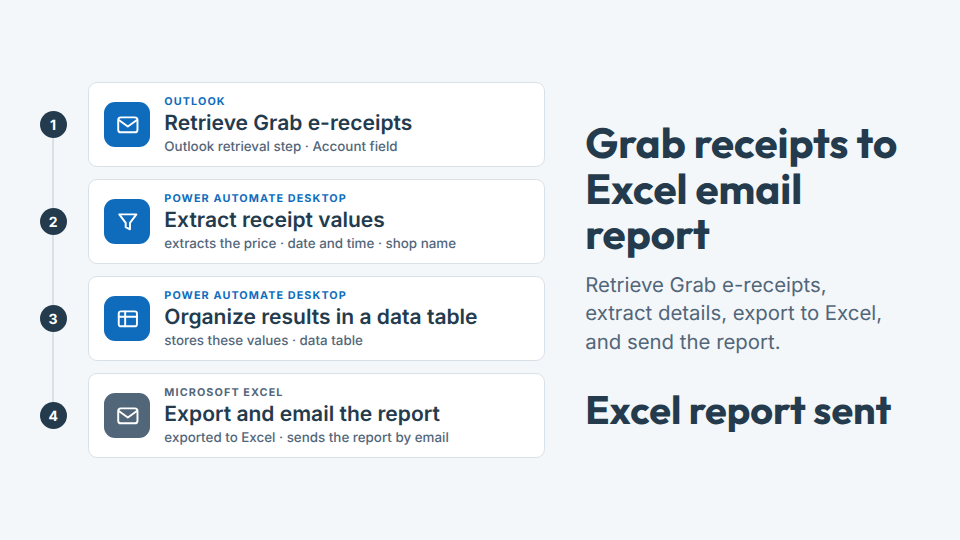 1
OUTLOOK
Retrieve Grab e-receipts
Outlook retrieval step · Account field
2
POWER AUTOMATE DESKTOP
Extract receipt values
extracts the price · date and time · shop name
3
POWER AUTOMATE DESKTOP
Organize results in a data table
stores these values · data table
4
MICROSOFT EXCEL
Export and email the report
exported to Excel · sends the report by email
Grab receipts to
Excel email
report
Retrieve Grab e-receipts,
extract details, export to Excel,
and send the report.
Excel report sent